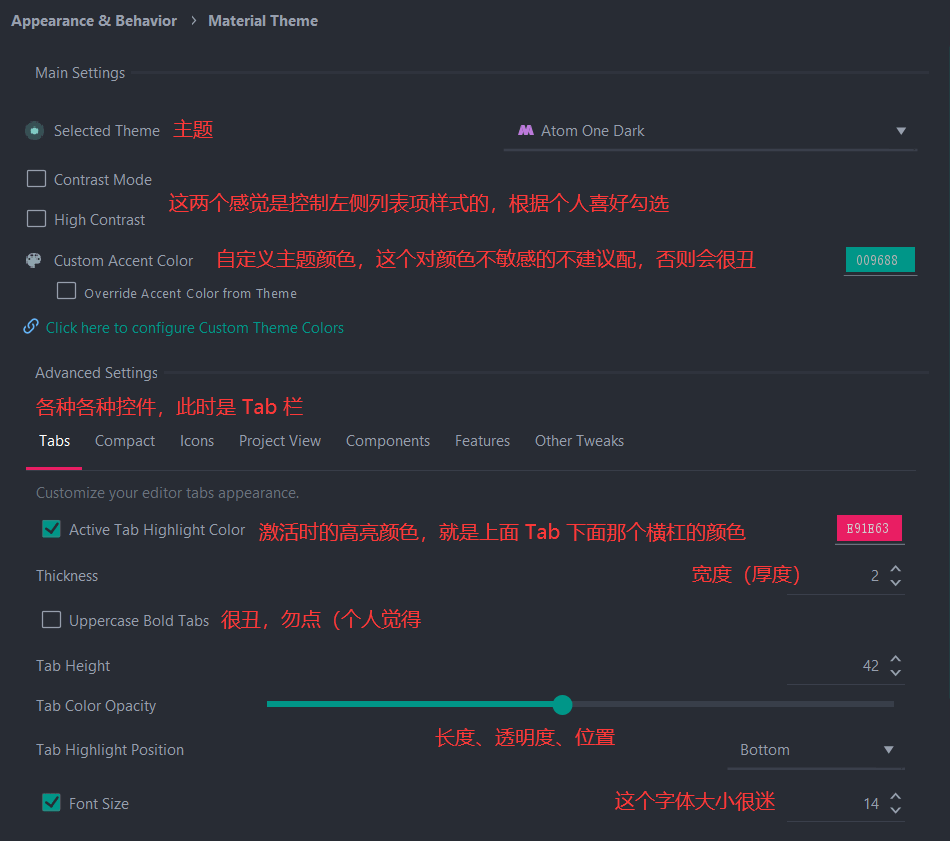 Appearance & Behavior › Material Theme
Main Settings
Selected Theme 主题 Atom One Dark
Contrast Mode
这两个感觉是控制左侧列表项样式的，根据个人喜好勾选
High Contrast
Custom Accent Color 自定义主题颜色，这个对颜色不敏感的不建议配，否则会很丑 009688
Override Accent Color from Theme
Click here to configure Custom Theme Colors
Advanced Settings
各种各种控件，此时是 Tab 栏
Tabs Compact Icons Project View Components Features Other Tweaks
Customize your editor tabs appearance.
Active Tab Highlight Color 激活时的高亮颜色，就是上面 Tab 下面那个横杠的颜色 E91E63
Thickness 宽度（厚度） 2
Uppercase Bold Tabs 很丑，勿点（个人觉得
Tab Height 42
Tab Color Opacity
长度、透明度、位置
Tab Highlight Position Bottom
Font Size 这个字体大小很迷 14